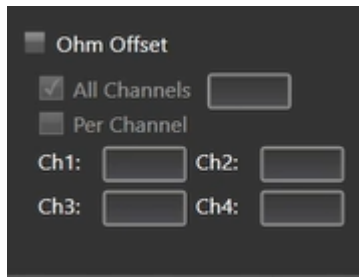 Ohm Offset
All Channels
Per Channel
Ch1: Ch2:
Ch3: Ch4: